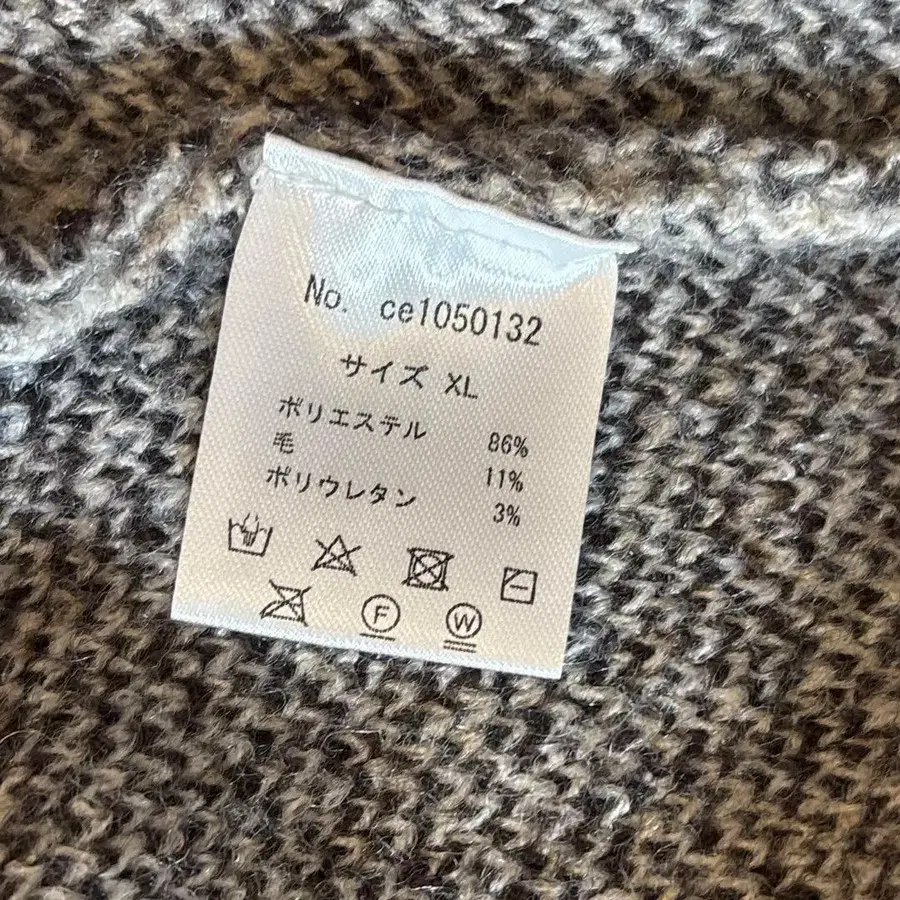 No. ce1050132
サイズ XL
ポリエステル 86%
毛 11%
ポリウレタン 3%
F W